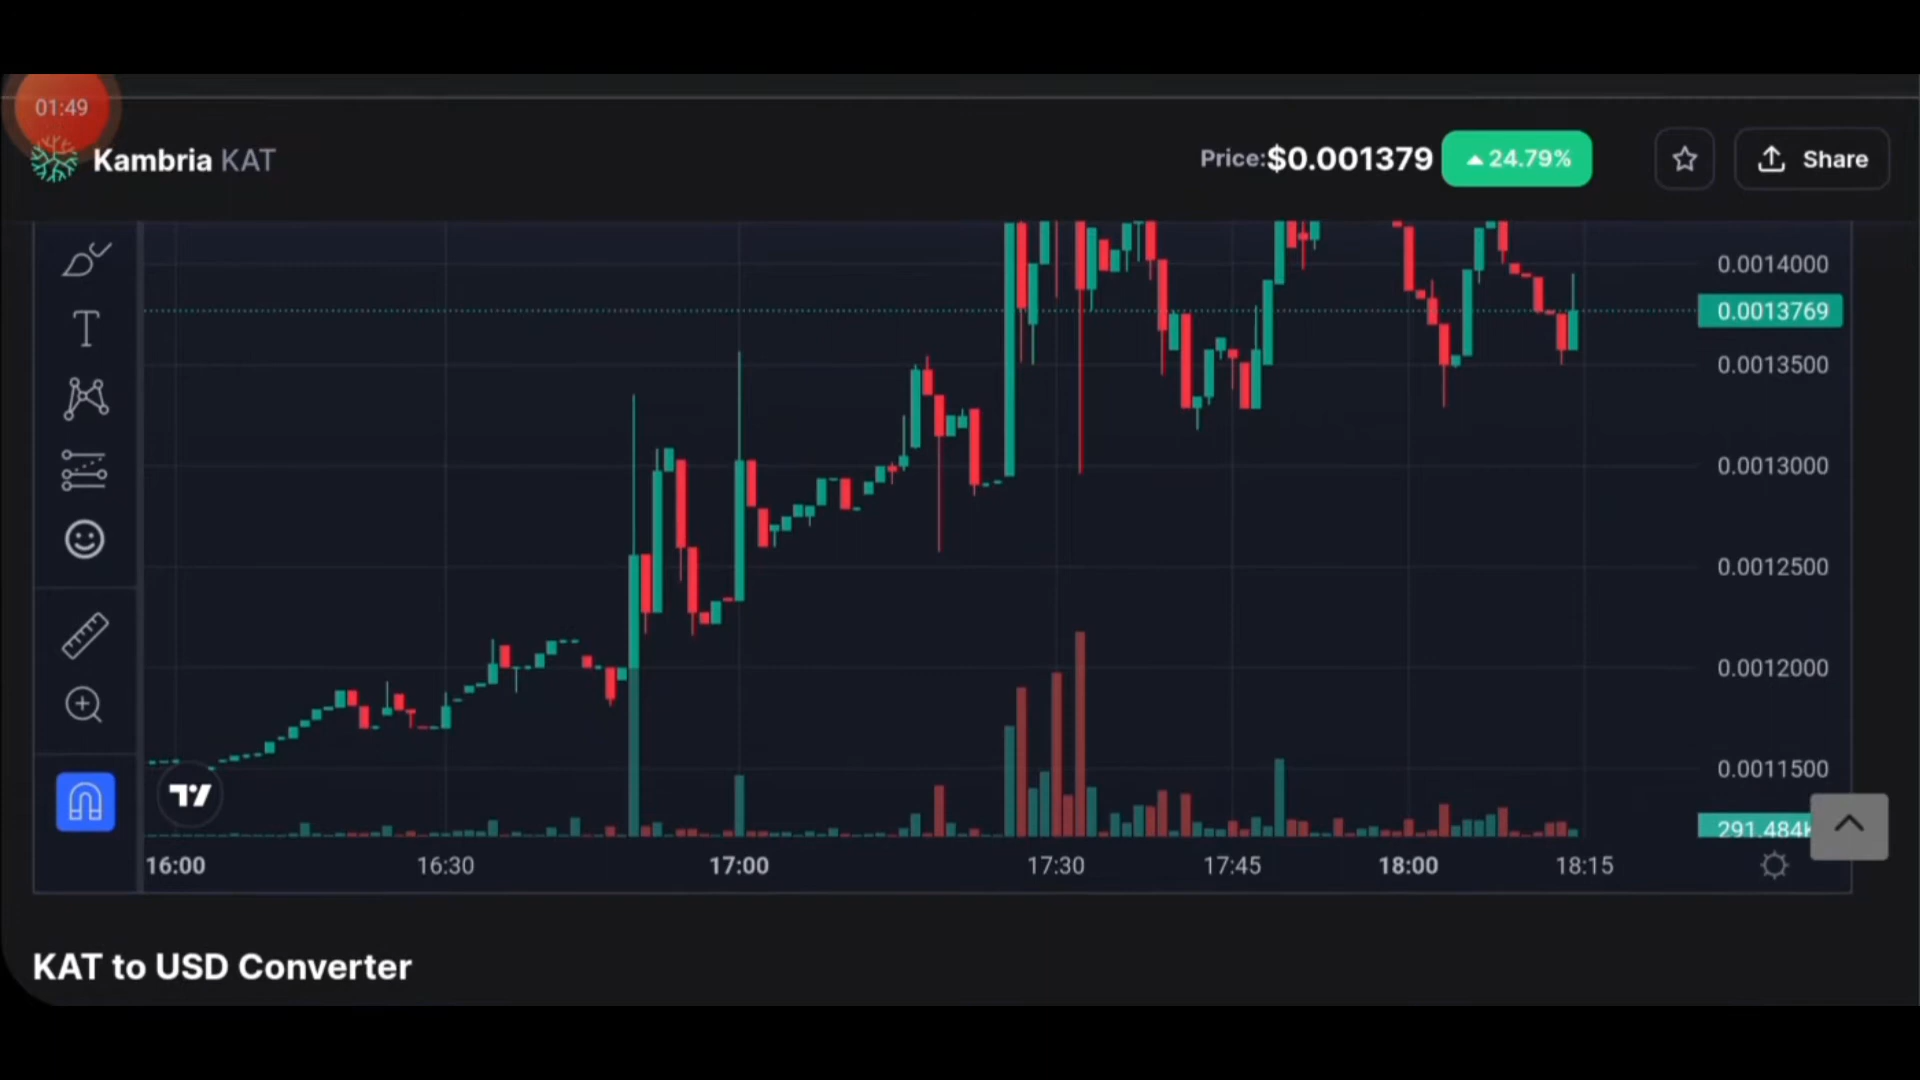 01:49
Kambria KAT
Price:$0.001379 ▲24.79%
Share
0.0014000
0.0013769
0.0013500
0.0013000
0.0012500
0.0012000
0.0011500
291.484K
16:00 16:30 17:00 17:30 17:45 18:00 18:15
KAT to USD Converter